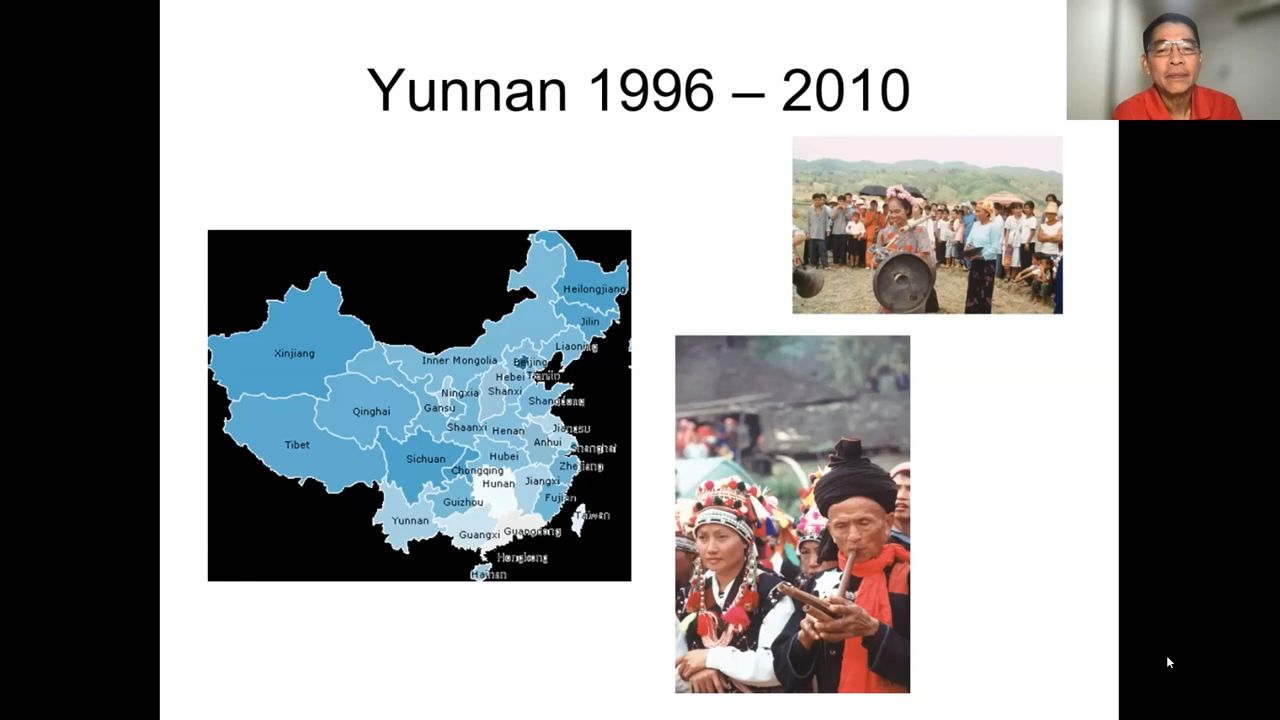 Yunnan 1996 – 2010
Heilongjiang
Jilin
Liaoning
Xinjiang
Inner Mongolia
Beijing
Hebei
Tianjin
Ningxia
Shanxi
Shandong
Qinghai
Gansu
Shaanxi
Henan
Jiangsu
Anhui
Shanghai
Tibet
Sichuan
Hubei
Zhejiang
Chongqing
Hunan
Jiangxi
Guizhou
Fujian
Yunnan
Taiwan
Guangxi
Guangdong
Hongkong
Hainan